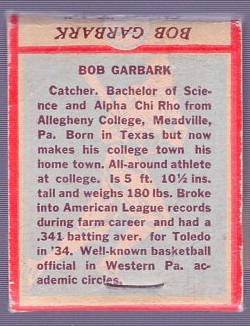 BOB GARBARK
BOB GARBARK
Catcher. Bachelor of Scie-
nce and Alpha Chi Rho from
Allegheny College, Meadville,
Pa. Born in Texas but now
makes his college town his
home town. All-around athlete
at college. Is 5 ft. 10½ ins.
tall and weighs 180 lbs. Broke
into American League records
during farm career and had a
.341 batting aver. for Toledo
in '34. Well-known basketball
official in Western Pa. ac-
ademic circles.